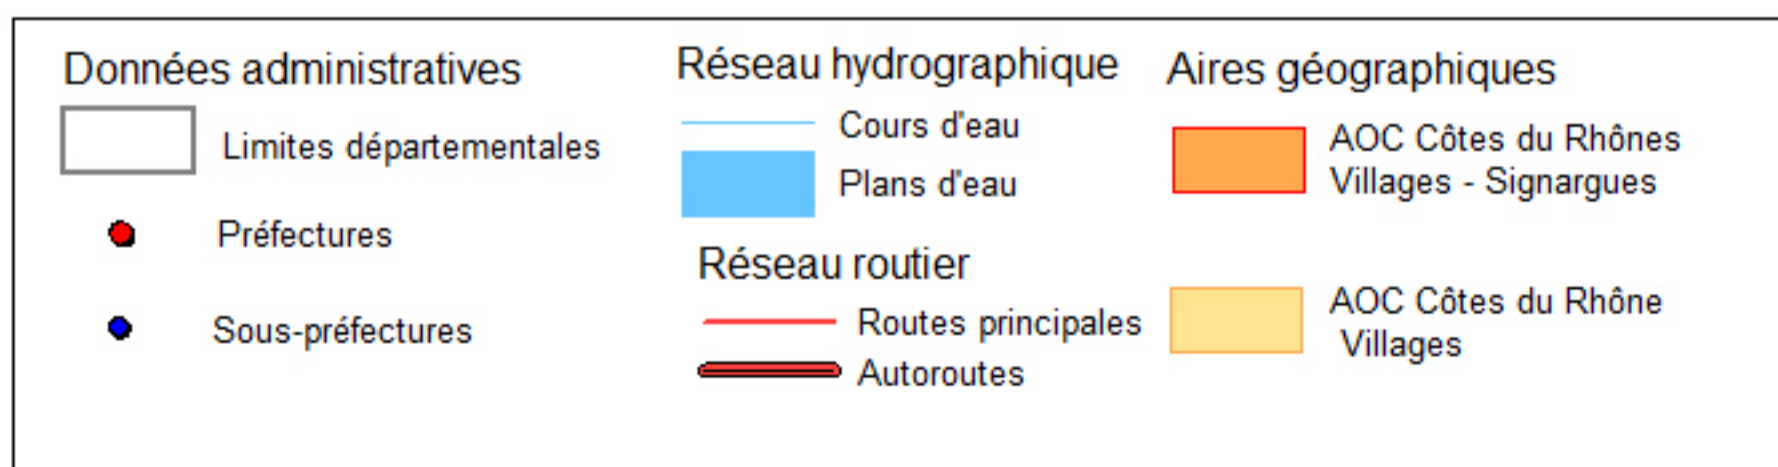 Données administratives
Limites départementales
Préfectures
Sous-préfectures
Réseau hydrographique
Cours d'eau
Plans d'eau
Réseau routier
Routes principales
Autoroutes
Aires géographiques
AOC Côtes du Rhônes
Villages - Signargues
AOC Côtes du Rhône
Villages